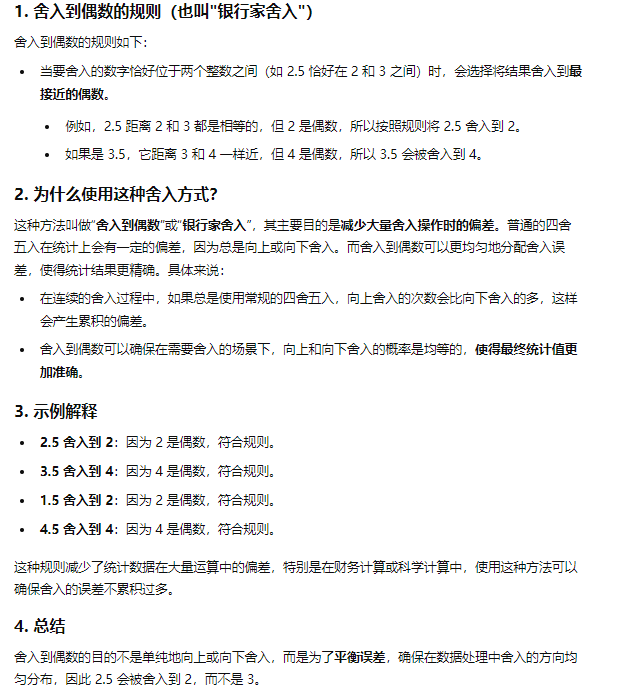 1. 舍入到偶数的规则（也叫"银行家舍入"）
舍入到偶数的规则如下：
• 当要舍入的数字恰好位于两个整数之间（如 2.5 恰好在 2 和 3 之间）时，会选择将结果舍入到最
接近的偶数。
• 例如，2.5 距离 2 和 3 都是相等的，但 2 是偶数，所以按照规则将 2.5 舍入到 2。
• 如果是 3.5，它距离 3 和 4 一样近，但 4 是偶数，所以 3.5 会被舍入到 4。
2. 为什么使用这种舍入方式？
这种方法叫做“舍入到偶数”或“银行家舍入”，其主要目的是减少大量舍入操作时的偏差。普通的四舍
五入在统计上会有一定的偏差，因为总是向上或向下舍入。而舍入到偶数可以更均匀地分配舍入误
差，使得统计结果更精确。具体来说：
• 在连续的舍入过程中，如果总是使用常规的四舍五入，向上舍入的次数会比向下舍入的多，这样
会产生累积的偏差。
• 舍入到偶数可以确保在需要舍入的场景下，向上和向下舍入的概率是均等的，使得最终统计值更
加准确。
3. 示例解释
• 2.5 舍入到 2：因为 2 是偶数，符合规则。
• 3.5 舍入到 4：因为 4 是偶数，符合规则。
• 1.5 舍入到 2：因为 2 是偶数，符合规则。
• 4.5 舍入到 4：因为 4 是偶数，符合规则。
这种规则减少了统计数据在大量运算中的偏差，特别是在财务计算或科学计算中，使用这种方法可以
确保舍入的误差不累积过多。
4. 总结
舍入到偶数的目的不是单纯地向上或向下舍入，而是为了平衡误差，确保在数据处理中舍入的方向均
匀分布，因此 2.5 会被舍入到 2，而不是 3。